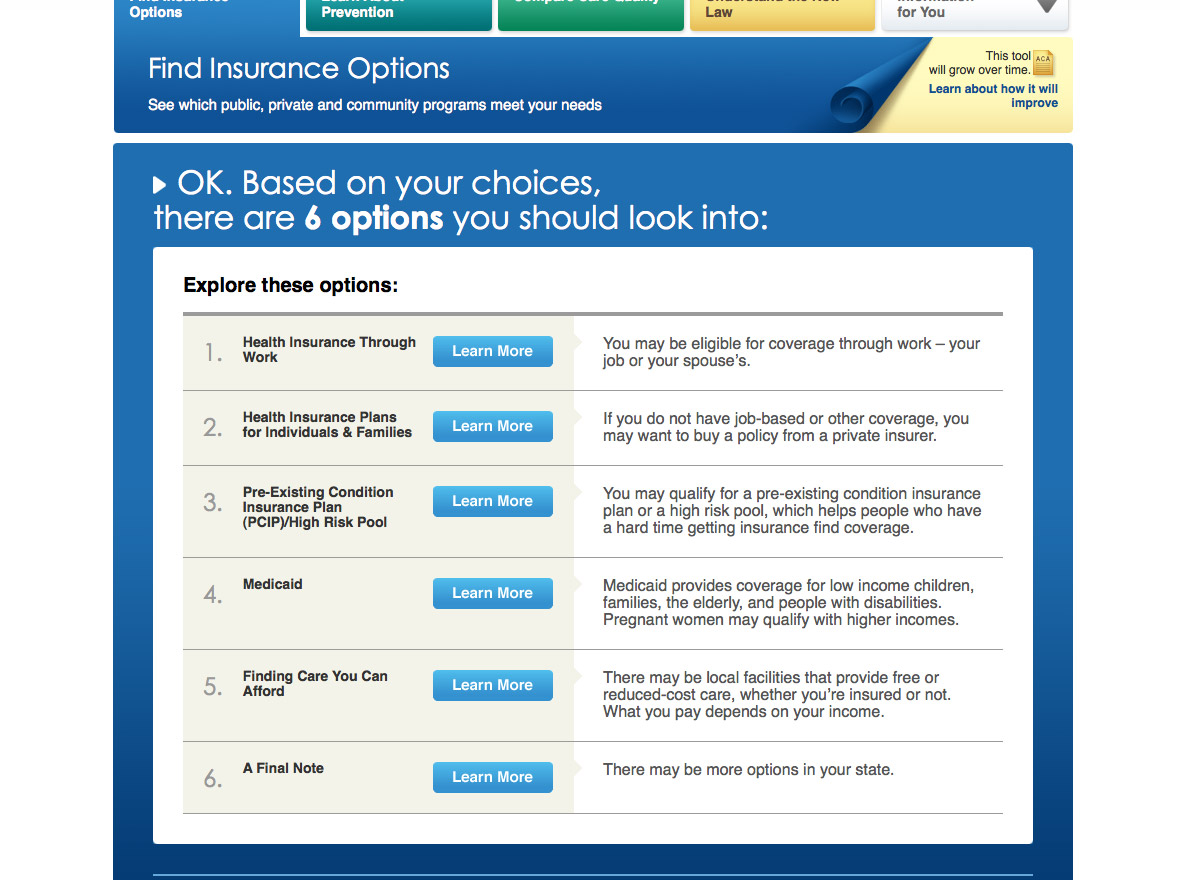 Options
Prevention
Law
for You
Find Insurance Options
See which public, private and community programs meet your needs
This tool
will grow over time.
ACA
Learn about how it will
improve
OK. Based on your choices,
there are 6 options you should look into:
Explore these options:
1.
Health Insurance Through
Work
Learn More
You may be eligible for coverage through work – your
job or your spouse’s.
2.
Health Insurance Plans
for Individuals & Families
Learn More
If you do not have job-based or other coverage, you
may want to buy a policy from a private insurer.
3.
Pre-Existing Condition
Insurance Plan
(PCIP)/High Risk Pool
Learn More
You may qualify for a pre-existing condition insurance
plan or a high risk pool, which helps people who have
a hard time getting insurance find coverage.
4.
Medicaid
Learn More
Medicaid provides coverage for low income children,
families, the elderly, and people with disabilities.
Pregnant women may qualify with higher incomes.
5.
Finding Care You Can
Afford
Learn More
There may be local facilities that provide free or
reduced-cost care, whether you’re insured or not.
What you pay depends on your income.
6.
A Final Note
Learn More
There may be more options in your state.